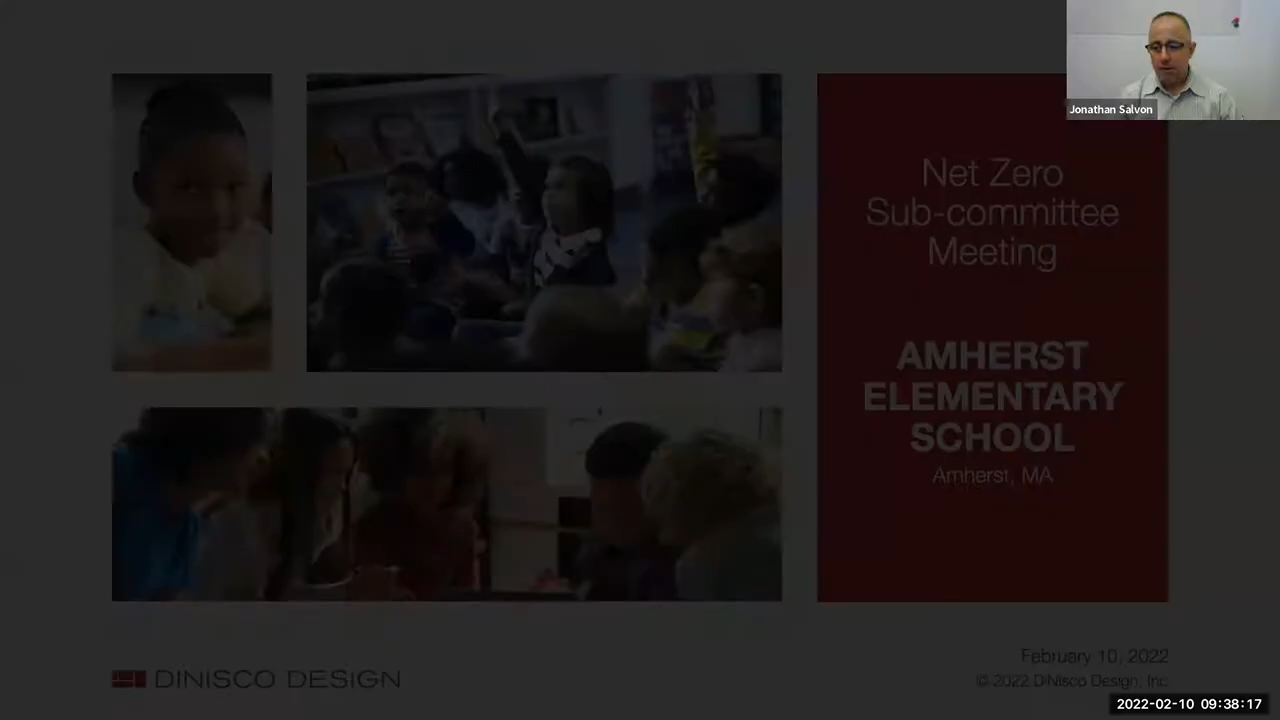 Jonathan Salvon
Net Zero
Sub-committee
Meeting
AMHERST
ELEMENTARY
SCHOOL
Amherst, MA
DINISCO DESIGN
February 10, 2022
© 2022 DiNisco Design, Inc.
2022-02-10 09:38:17